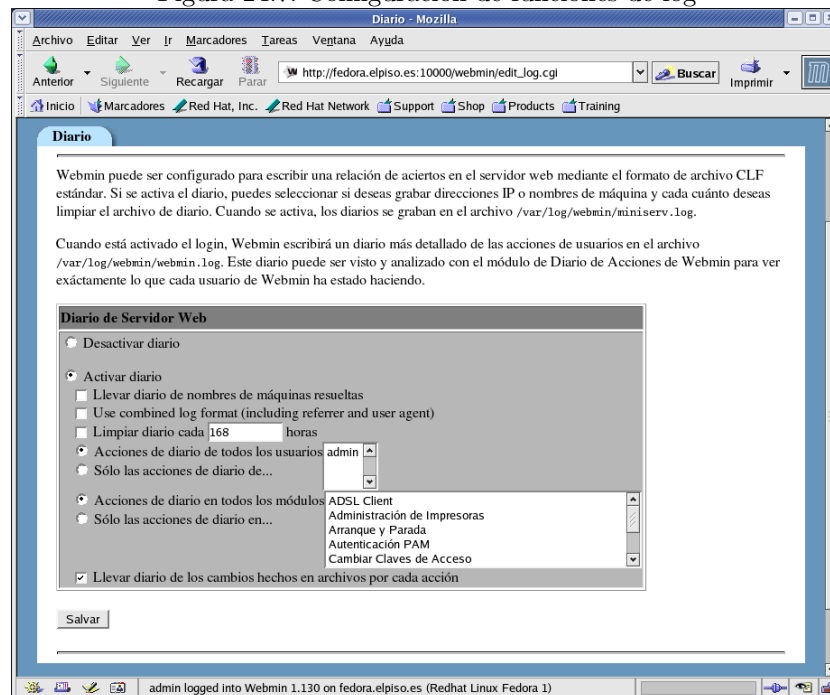 Figura 24.7: Configuración de funciones de log
Diario - Mozilla
Archivo Editar Ver Ir Marcadores Tareas Ventana Ayuda
Anterior Siguiente Recargar Parar http://fedora.elpiso.es:10000/webmin/edit_log.cgi Buscar Imprimir
Inicio Marcadores Red Hat, Inc. Red Hat Network Support Shop Products Training
Diario
Webmin puede ser configurado para escribir una relación de aciertos en el servidor web mediante el formato de archivo CLF
estándar. Si se activa el diario, puedes seleccionar si deseas grabar direcciones IP o nombres de máquina y cada cuánto deseas
limpiar el archivo de diario. Cuando se activa, los diarios se graban en el archivo /var/log/webmin/miniserv.log.
Cuando está activado el login, Webmin escribirá un diario más detallado de las acciones de usuarios en el archivo
/var/log/webmin/webmin.log. Este diario puede ser visto y analizado con el módulo de Diario de Acciones de Webmin para ver
exáctamente lo que cada usuario de Webmin ha estado haciendo.
Diario de Servidor Web
Desactivar diario
Activar diario
Llevar diario de nombres de máquinas resueltas
Use combined log format (including referrer and user agent)
Limpiar diario cada 168 horas
Acciones de diario de todos los usuarios admin
Sólo las acciones de diario de...
Acciones de diario en todos los módulos ADSL Client
Sólo las acciones de diario en... Administración de Impresoras
Arranque y Parada
Autenticación PAM
Cambiar Claves de Acceso
Llevar diario de los cambios hechos en archivos por cada acción
Salvar
admin logged into Webmin 1.130 on fedora.elpiso.es (Redhat Linux Fedora 1)